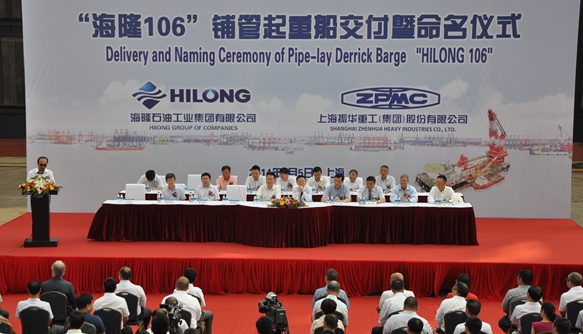 “海隆106”铺管起重船交付暨命名仪式
Delivery and Naming Ceremony of Pipe-lay Derrick Barge "HILONG 106"
HILONG
海隆石油工业集团有限公司
HILONG GROUP OF COMPANIES
ZPMC
上海振华重工(集团)股份有限公司
SHANGHAI ZHENHUA HEAVY INDUSTRIES CO., LTD.
上海